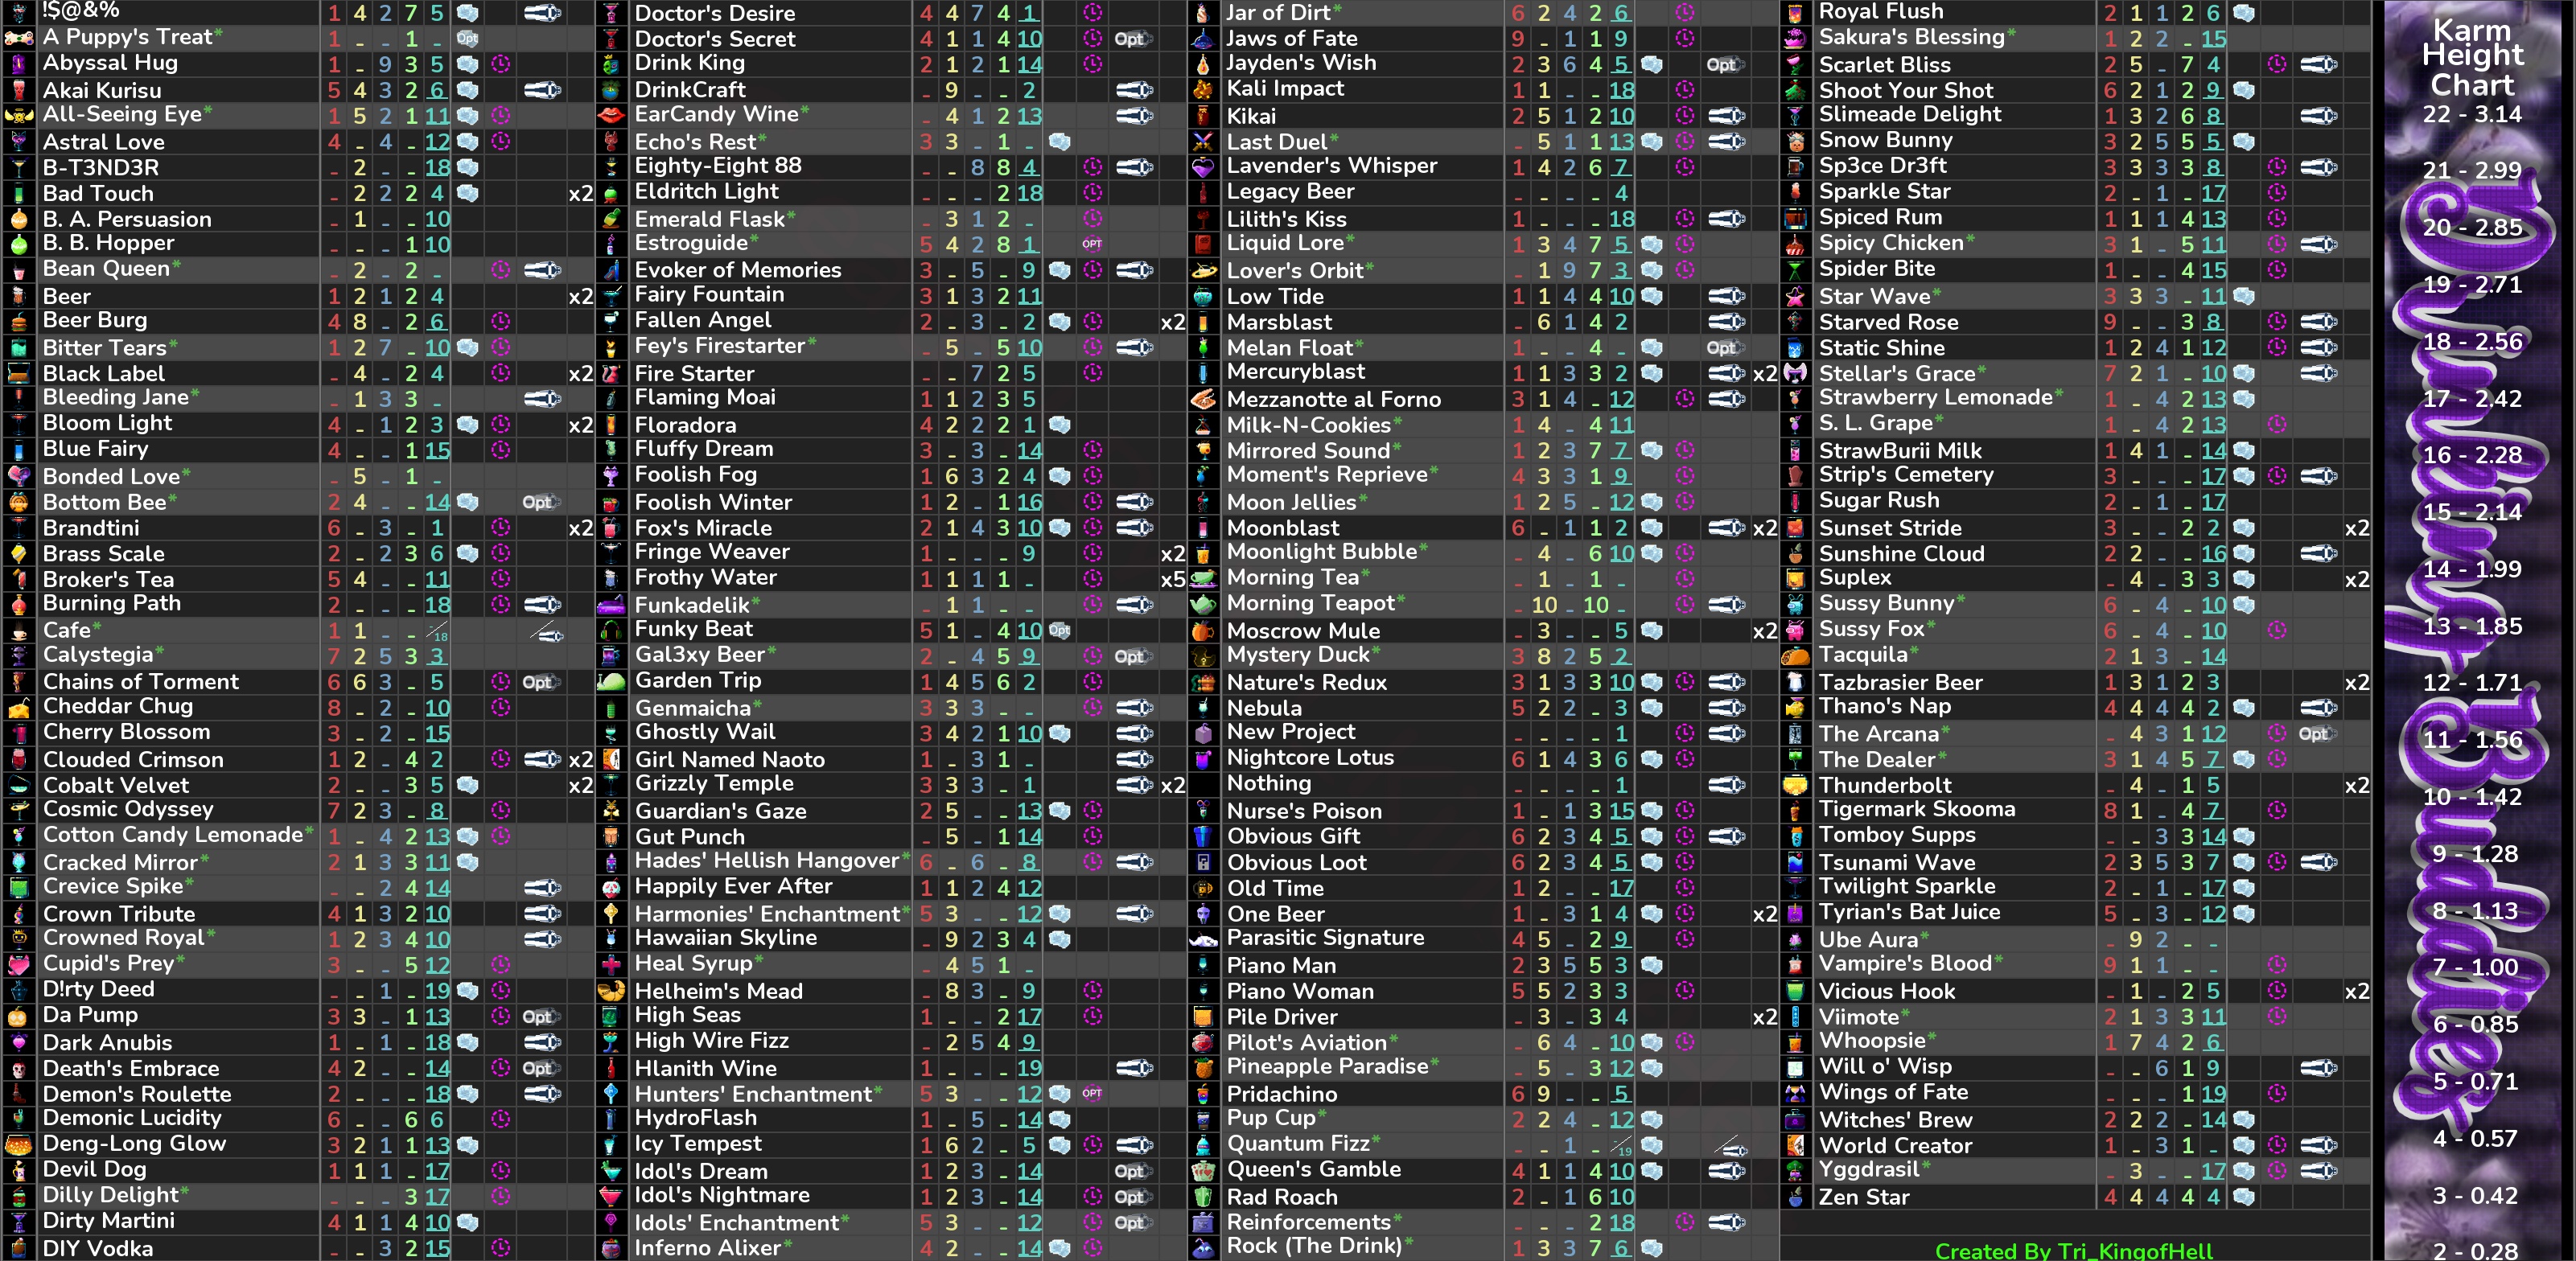 !$@&% 1 4 2 7 5
A Puppy's Treat* 1 - - 1 - Opt
Abyssal Hug 1 - 9 3 5
Akai Kurisu 5 4 3 2 6
All-Seeing Eye* 1 5 2 1 11
Astral Love 4 - 4 - 12
B-T3ND3R - 2 - - 18
Bad Touch - 2 2 2 4 x2
B. A. Persuasion - 1 - - 10
B. B. Hopper - - - 1 10
Bean Queen* - 2 - 2 -
Beer 1 2 1 2 4 x2
Beer Burg 4 8 - 2 6
Bitter Tears* 1 2 7 - 10
Black Label - 4 - 2 4 x2
Bleeding Jane* - 1 3 3 -
Bloom Light 4 - 1 2 3 x2
Blue Fairy 4 - - 1 15
Bonded Love* - 5 - 1 -
Bottom Bee* 2 4 - - 14 Opt
Brandtini 6 - 3 - 1 x2
Brass Scale 2 - 2 3 6
Broker's Tea 5 4 - - 11
Burning Path 2 - - - 18
Cafe* 1 1 - - -/18
Calystegia* 7 2 5 3 3
Chains of Torment 6 6 3 - 5 Opt
Cheddar Chug 8 - 2 - 10
Cherry Blossom 3 - 2 - 15
Clouded Crimson 1 2 - 4 2 x2
Cobalt Velvet 2 - - 3 5 x2
Cosmic Odyssey 7 2 3 - 8
Cotton Candy Lemonade* 1 - 4 2 13
Cracked Mirror* 2 1 3 3 11
Crevice Spike* - - 2 4 14
Crown Tribute 4 1 3 2 10
Crowned Royal* 1 2 3 4 10
Cupid's Prey* 3 - - 5 12
D!rty Deed - - 1 - 19
Da Pump 3 3 - 1 13 Opt
Dark Anubis 1 - 1 - 18
Death's Embrace 4 2 - - 14 Opt
Demon's Roulette 2 - - - 18
Demonic Lucidity 6 - - 6 6
Deng-Long Glow 3 2 1 1 13
Devil Dog 1 1 1 - 17
Dilly Delight* - - - 3 17
Dirty Martini 4 1 1 4 10
DIY Vodka - - 3 2 15
Doctor's Desire 4 4 7 4 1
Doctor's Secret 4 1 1 4 10 Opt
Drink King 2 1 2 1 14
DrinkCraft - 9 - - 2
EarCandy Wine* - 4 1 2 13
Echo's Rest* 3 3 - 1 -
Eighty-Eight 88 - - 8 8 4
Eldritch Light - - - 2 18
Emerald Flask* - 3 1 2 -
Estroguide* 5 4 2 8 1 OPT
Evoker of Memories 3 - 5 - 9
Fairy Fountain 3 1 3 2 11
Fallen Angel 2 - 3 - 2 x2
Fey's Firestarter* - 5 - 5 10
Fire Starter - - 7 2 5
Flaming Moai 1 1 2 3 5
Floradora 4 2 2 2 1
Fluffy Dream 3 - 3 - 14
Foolish Fog 1 6 3 2 4
Foolish Winter 1 2 - 1 16
Fox's Miracle 2 1 4 3 10
Fringe Weaver 1 - - - 9 x2
Frothy Water 1 1 1 1 - x5
Funkadelik* - 1 1 - -
Funky Beat 5 1 - 4 10 Opt
Gal3xy Beer* 2 - 4 5 9 Opt
Garden Trip 1 4 5 6 2
Genmaicha* 3 3 3 - -
Ghostly Wail 3 4 2 1 10
Girl Named Naoto 1 - 3 1 -
Grizzly Temple 3 3 3 - 1 x2
Guardian's Gaze 2 5 - - 13
Gut Punch - 5 - 1 14
Hades' Hellish Hangover* 6 - 6 - 8
Happily Ever After 1 1 2 4 12
Harmonies' Enchantment* 5 3 - - 12
Hawaiian Skyline - 9 2 3 4
Heal Syrup* - 4 5 1 -
Helheim's Mead - 8 3 - 9
High Seas 1 - - 2 17
High Wire Fizz - 2 5 4 9
Hlanith Wine 1 - - - 19
Hunters' Enchantment* 5 3 - - 12 OPT
HydroFlash 1 - 5 - 14
Icy Tempest 1 6 2 - 5
Idol's Dream 1 2 3 - 14 Opt
Idol's Nightmare 1 2 3 - 14 Opt
Idols' Enchantment* 5 3 - - 12 Opt
Inferno Alixer* 4 2 - - 14
Jar of Dirt* 6 2 4 2 6
Jaws of Fate 9 - 1 1 9
Jayden's Wish 2 3 6 4 5 Opt
Kali Impact 1 1 - - 18
Kikai 2 5 1 2 10
Last Duel* - 5 1 1 13
Lavender's Whisper 1 4 2 6 7
Legacy Beer - - - - 4
Lilith's Kiss 1 - - - 18
Liquid Lore* 1 3 4 7 5
Lover's Orbit* - 1 9 7 3
Low Tide 1 1 4 4 10
Marsblast - 6 1 4 2
Melan Float* 1 - - 4 - Opt
Mercuryblast 1 1 3 3 2 x2
Mezzanotte al Forno 3 1 4 - 12
Milk-N-Cookies* 1 4 - 4 11
Mirrored Sound* 1 2 3 7 7
Moment's Reprieve* 4 3 3 1 9
Moon Jellies* 1 2 5 - 12
Moonblast 6 - 1 1 2 x2
Moonlight Bubble* - 4 - 6 10
Morning Tea* - 1 - 1 -
Morning Teapot* - 10 - 10 -
Moscrow Mule - 3 - - 5 x2
Mystery Duck* 3 8 2 5 2
Nature's Redux 3 1 3 3 10
Nebula 5 2 2 - 3
New Project - - - - 1
Nightcore Lotus 6 1 4 3 6
Nothing - - - - 1
Nurse's Poison 1 - 1 3 15
Obvious Gift 6 2 3 4 5
Obvious Loot 6 2 3 4 5
Old Time 1 2 - - 17
One Beer 1 - 3 1 4 x2
Parasitic Signature 4 5 - 2 9
Piano Man 2 3 5 5 3
Piano Woman 5 5 2 3 3
Pile Driver - 3 - 3 4 x2
Pilot's Aviation* - 6 4 - 10
Pineapple Paradise* - 5 - 3 12
Pridachino 6 9 - - 5
Pup Cup* 2 2 4 - 12
Quantum Fizz* - - 1 - -/19
Queen's Gamble 4 1 1 4 10
Rad Roach 2 - 1 6 10
Reinforcements* - - - 2 18
Rock (The Drink)* 1 3 3 7 6
Royal Flush 2 1 1 2 6
Sakura's Blessing* 1 2 2 - 15
Scarlet Bliss 2 5 - 7 4
Shoot Your Shot 6 2 1 2 9
Slimeade Delight 1 3 2 6 8
Snow Bunny 3 2 5 5 5
Sp3ce Dr3ft 3 3 3 3 8
Sparkle Star 2 - 1 - 17
Spiced Rum 1 1 1 4 13
Spicy Chicken* 3 1 - 5 11
Spider Bite 1 - - 4 15
Star Wave* 3 3 3 - 11
Starved Rose 9 - - 3 8
Static Shine 1 2 4 1 12
Stellar's Grace* 7 2 1 - 10
Strawberry Lemonade* 1 - 4 2 13
S. L. Grape* 1 - 4 2 13
StrawBurii Milk 1 4 1 - 14
Strip's Cemetery 3 - - - 17
Sugar Rush 2 - 1 - 17
Sunset Stride 3 - - 2 2 x2
Sunshine Cloud 2 2 - - 16
Suplex - 4 - 3 3 x2
Sussy Bunny* 6 - 4 - 10
Sussy Fox* 6 - 4 - 10
Tacquila* 2 1 3 - 14
Tazbrasier Beer 1 3 1 2 3 x2
Thano's Nap 4 4 4 4 2
The Arcana* - 4 3 1 12 Opt
The Dealer* 3 1 4 5 7
Thunderbolt - 4 - 1 5 x2
Tigermark Skooma 8 1 - 4 7
Tomboy Supps - - 3 3 14
Tsunami Wave 2 3 5 3 7
Twilight Sparkle 2 - 1 - 17
Tyrian's Bat Juice 5 - 3 - 12
Ube Aura* - 9 2 - -
Vampire's Blood* 9 1 1 - -
Vicious Hook - 1 - 2 5 x2
Viimote* 2 1 3 3 11
Whoopsie* 1 7 4 2 6
Will o' Wisp - - 6 1 9
Wings of Fate - - - 1 19
Witches' Brew 2 2 2 - 14
World Creator 1 - 3 1 -
Yggdrasil* - 3 - - 17
Zen Star 4 4 4 4 4
Created By Tri_KingofHell
Karm
Height
Chart
22 - 3.14
21 - 2.99
20 - 2.85
19 - 2.71
18 - 2.56
17 - 2.42
16 - 2.28
15 - 2.14
14 - 1.99
13 - 1.85
12 - 1.71
11 - 1.56
10 - 1.42
9 - 1.28
8 - 1.13
7 - 1.00
6 - 0.85
5 - 0.71
4 - 0.57
3 - 0.42
2 - 0.28